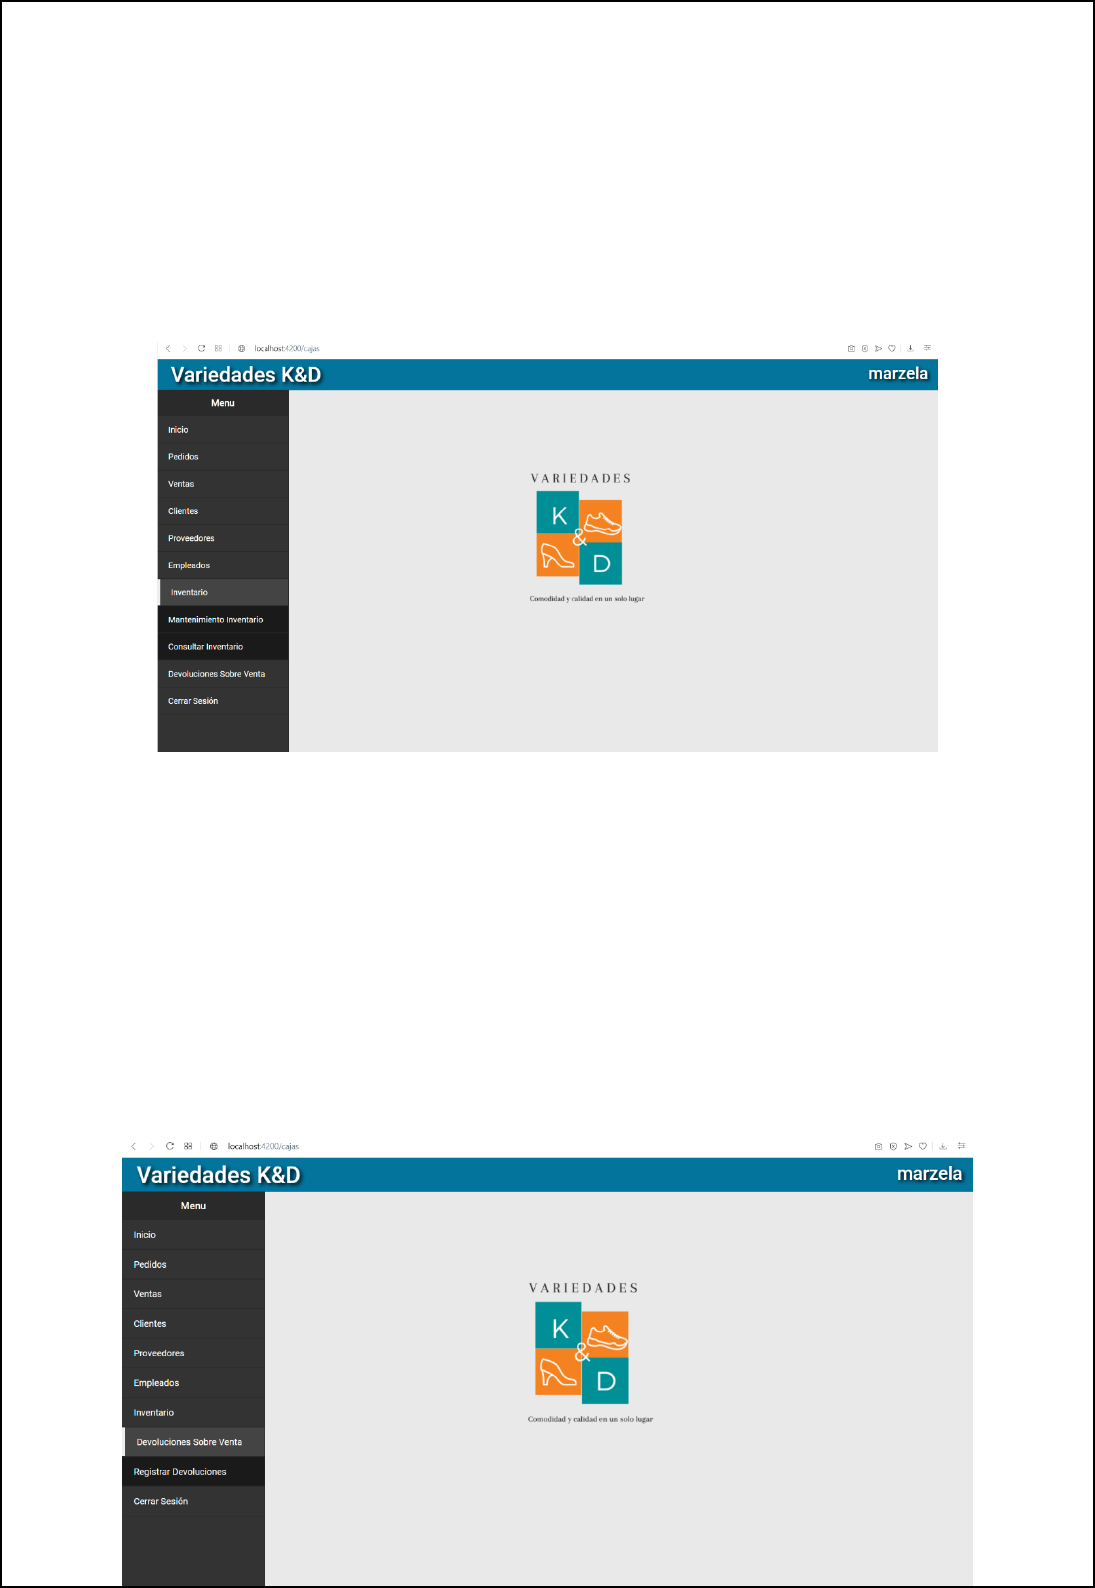 localhost:4200/cajas
Variedades K&D
marzela
Menu
Inicio
Pedidos
Ventas
Clientes
Proveedores
Empleados
Inventario
Mantenimiento Inventario
Consultar Inventario
Devoluciones Sobre Venta
Cerrar Sesión
VARIEDADES
K
&
D
Comodidad y calidad en un solo lugar
localhost:4200/cajas
Variedades K&D
marzela
Menu
Inicio
Pedidos
Ventas
Clientes
Proveedores
Empleados
Inventario
Devoluciones Sobre Venta
Registrar Devoluciones
Cerrar Sesión
VARIEDADES
K
&
D
Comodidad y calidad en un solo lugar